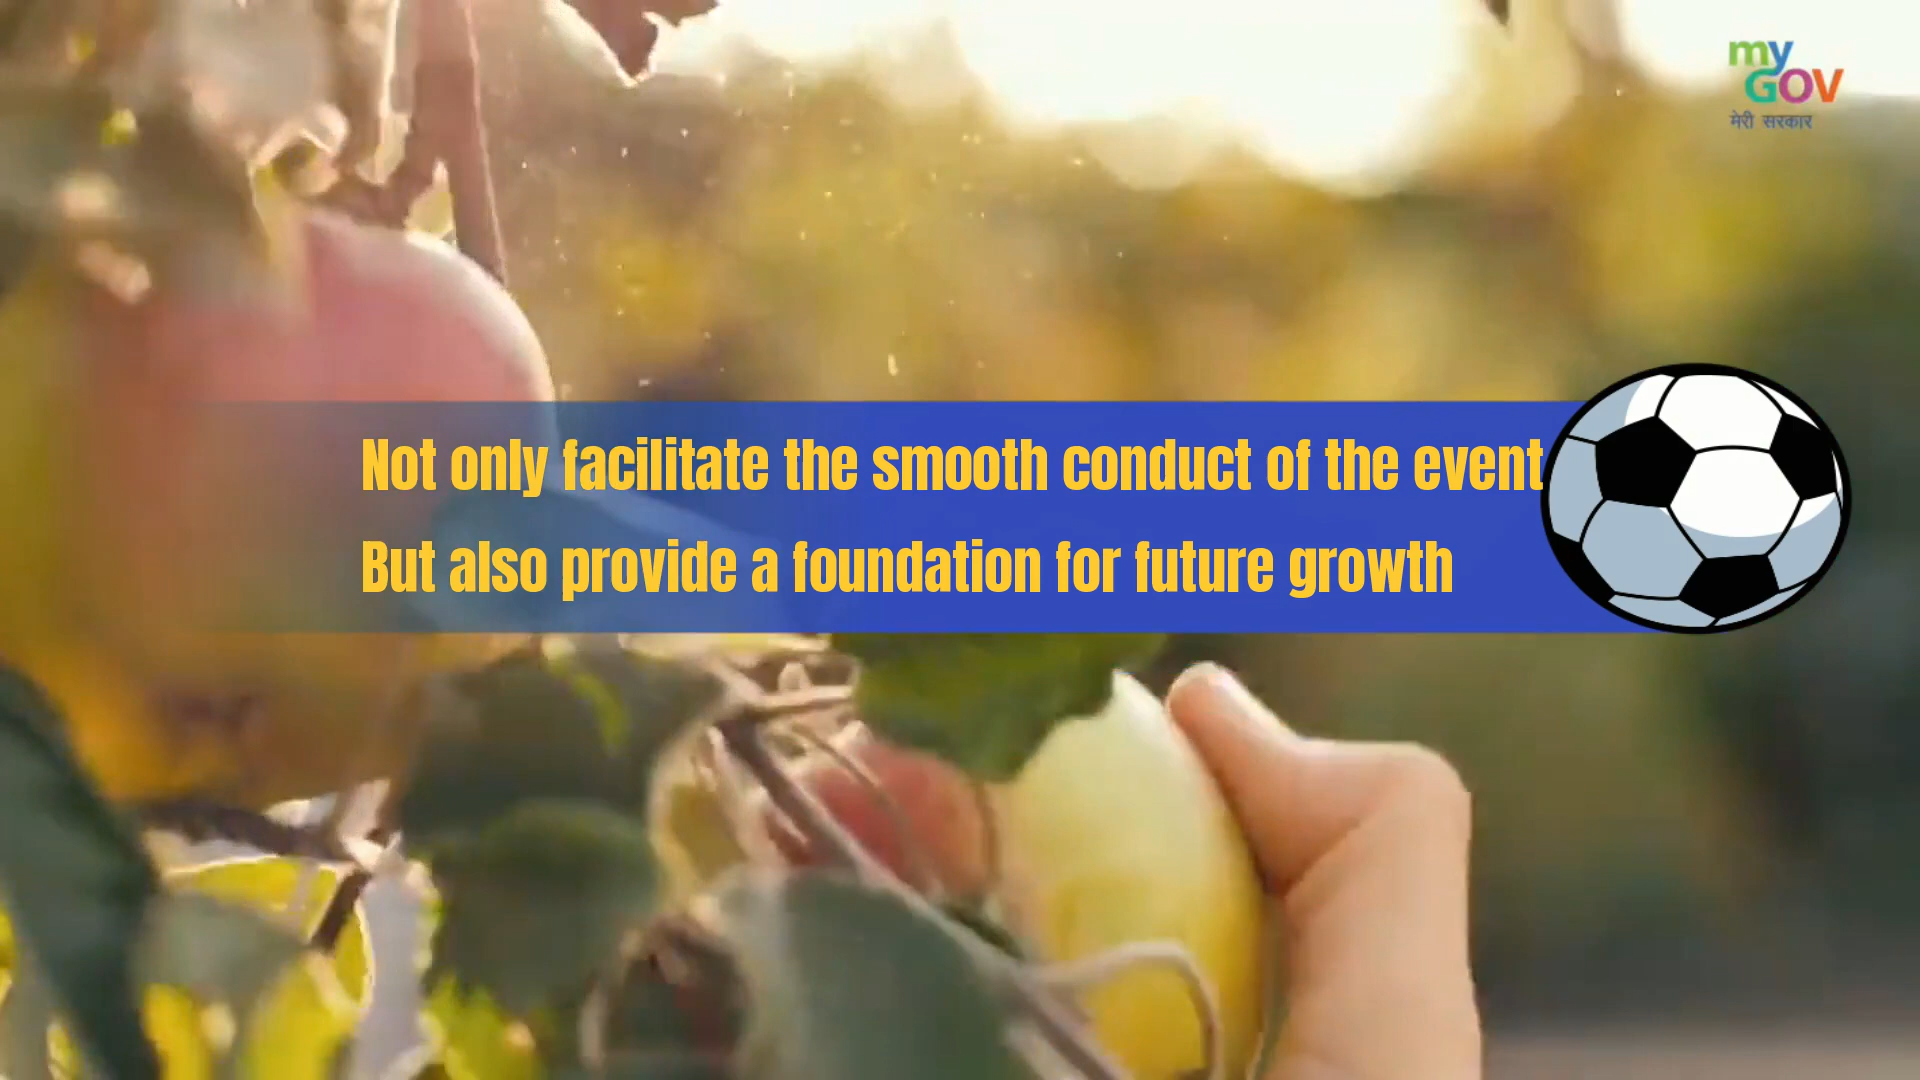 my
GOV
मेरी सरकार
Not only facilitate the smooth conduct of the event
But also provide a foundation for future growth